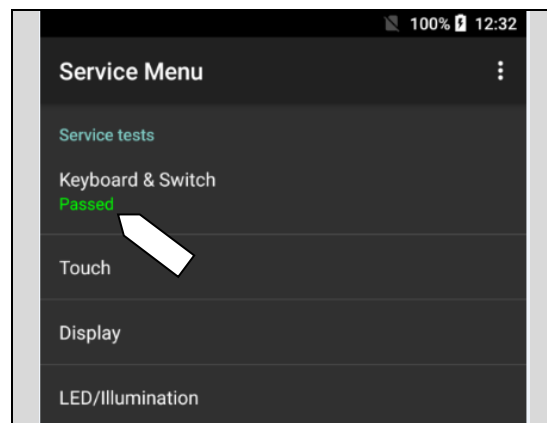 100% 12:32
Service Menu
Service tests
Keyboard & Switch
Passed
Touch
Display
LED/Illumination